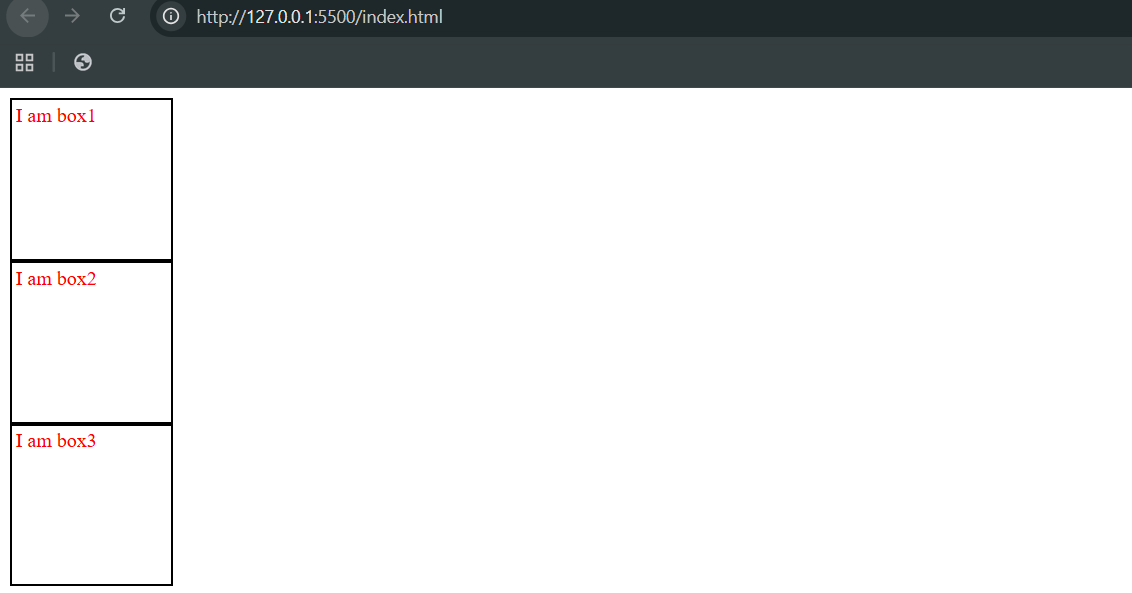 http://127.0.0.1:5500/index.html
I am box1
I am box2
I am box3